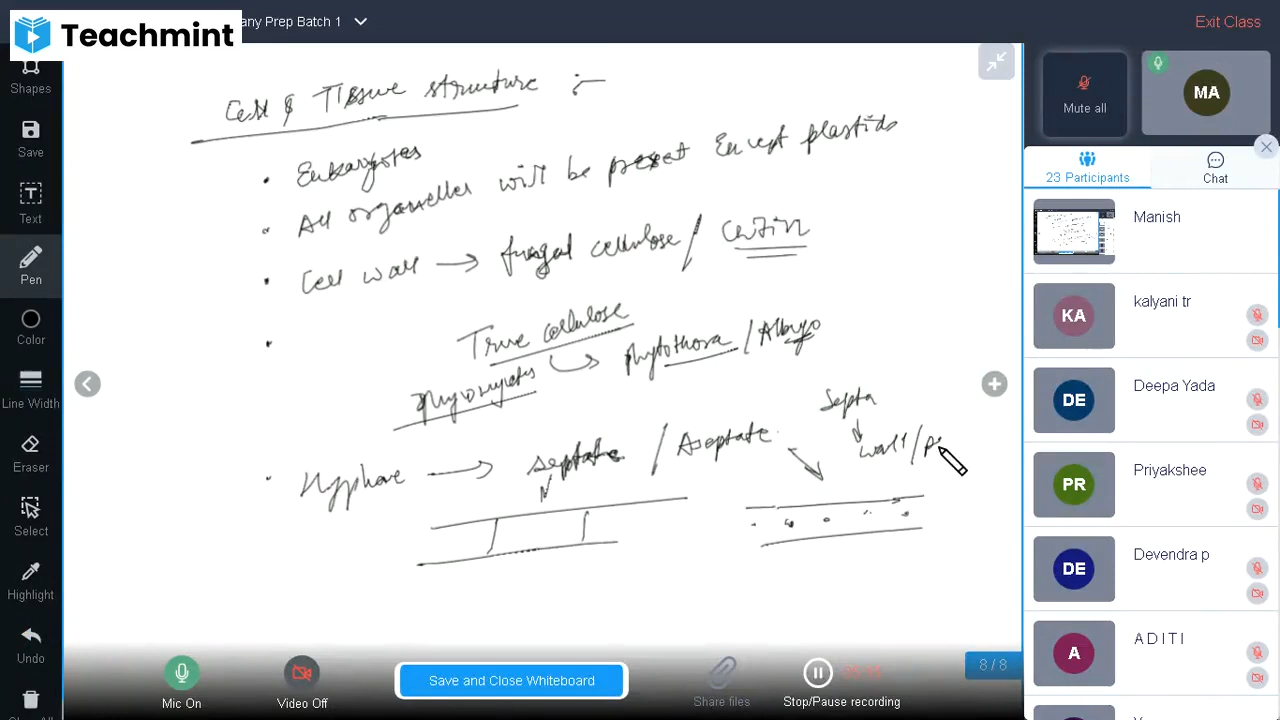 Teachmint
any Prep Batch 1
Exit Class
Shapes
Save
Text
Pen
Color
Line Width
Eraser
Select
Highlight
Undo
Cell & Tissue structure :-
• Eukaryotes
• All organelles will be present Except plastids
• Cell wall → fungal cellulose / Chitin
•
True cellulose
Phycomycetes
Phytothora / Albugo
• Hyphae → septate / Aseptate
Septa
↓
wall / p
Mute all
MA
23 Participants
Chat
Manish
KA
kalyani tr
DE
Deepa Yada
PR
Priyakshee
DE
Devendra p
A
A D I T I
8 / 8
Mic On
Video Off
Save and Close Whiteboard
Share files
Stop/Pause recording